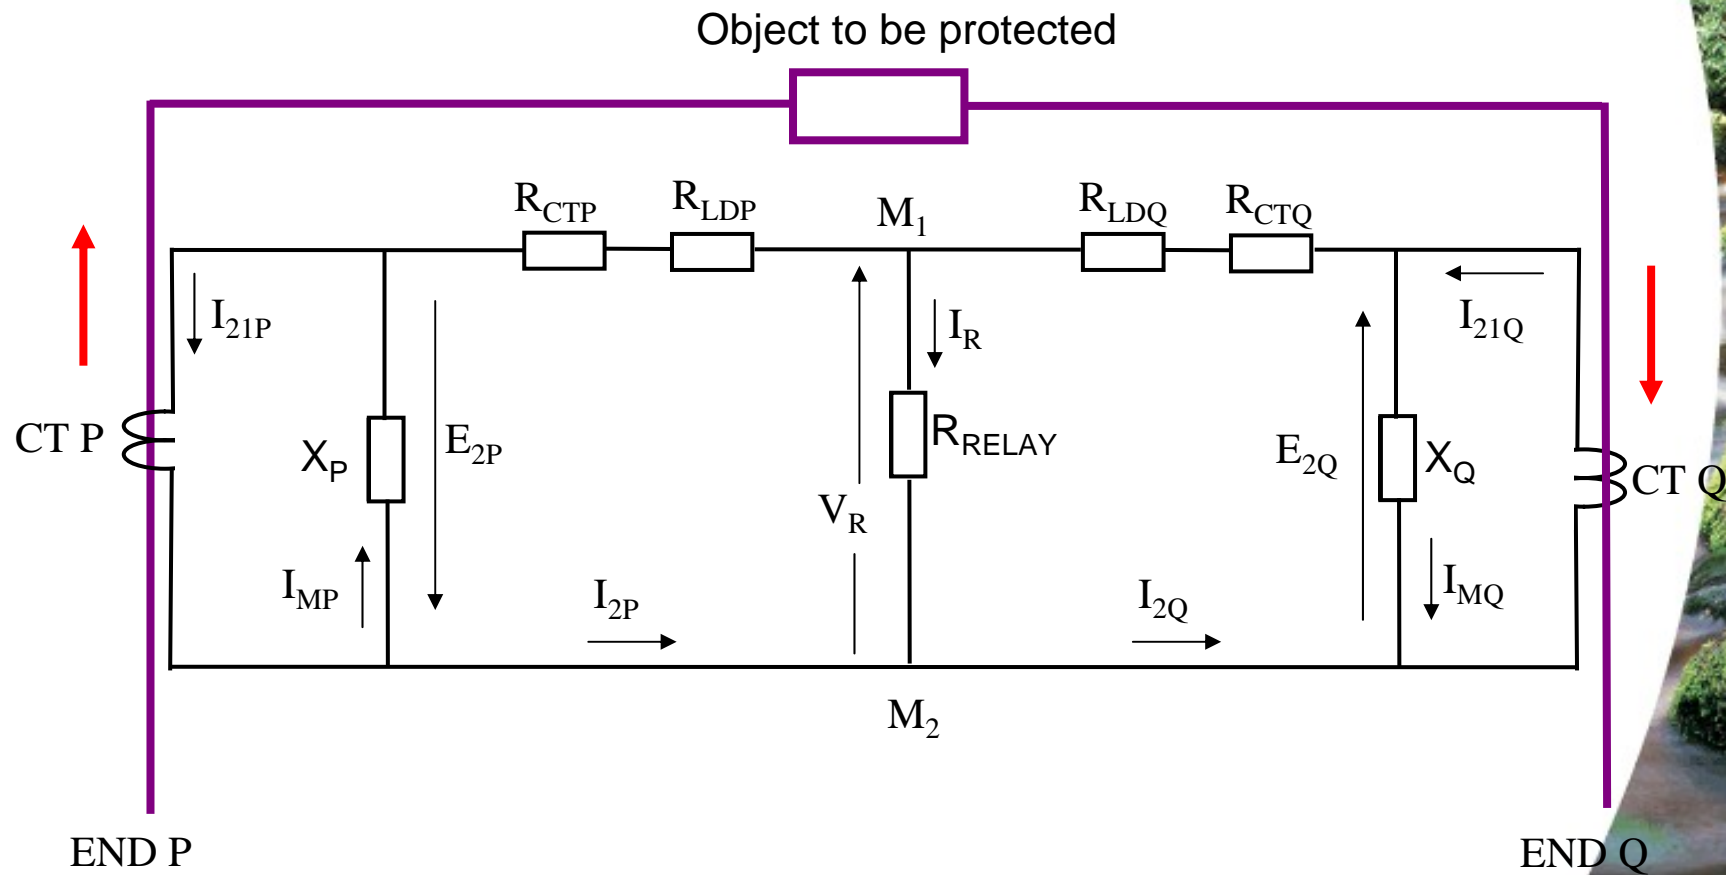 Object to be protected
R_CTP R_LDP M_1 R_LDQ R_CTQ
I_21P I_R I_21Q
CT P X_P E_2P R_RELAY E_2Q X_Q CT Q
V_R
I_MP I_2P I_2Q I_MQ
M_2
END P END Q